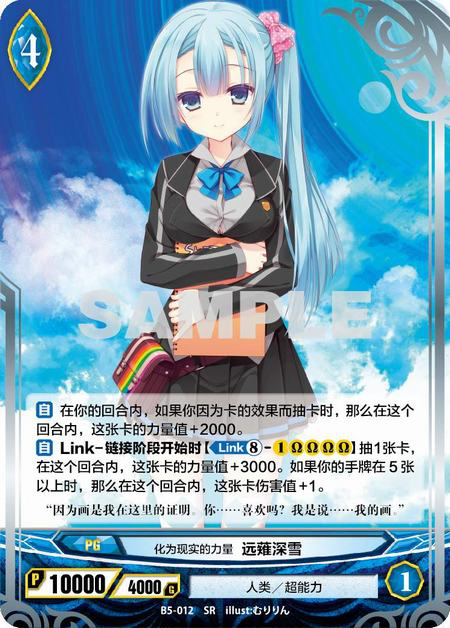 4
SAMPLE
自 在你的回合内，如果你因为卡的效果而抽卡时，那么在这个
回合内，这张卡的力量值+2000。
自 Link-链接阶段开始时【Link⑧-1ΩΩΩΩ】抽1张卡，
在这个回合内，这张卡的力量值+3000。如果你的手牌在5张
以上时，那么在这个回合内，这张卡伤害值+1。
“因为画是我在这里的证明。你……喜欢吗？我是说……我的画。”
PG 化为现实的力量 远薙深雪
P 10000/4000 G 人类／超能力 1
B5-012 SR illust:むりりん